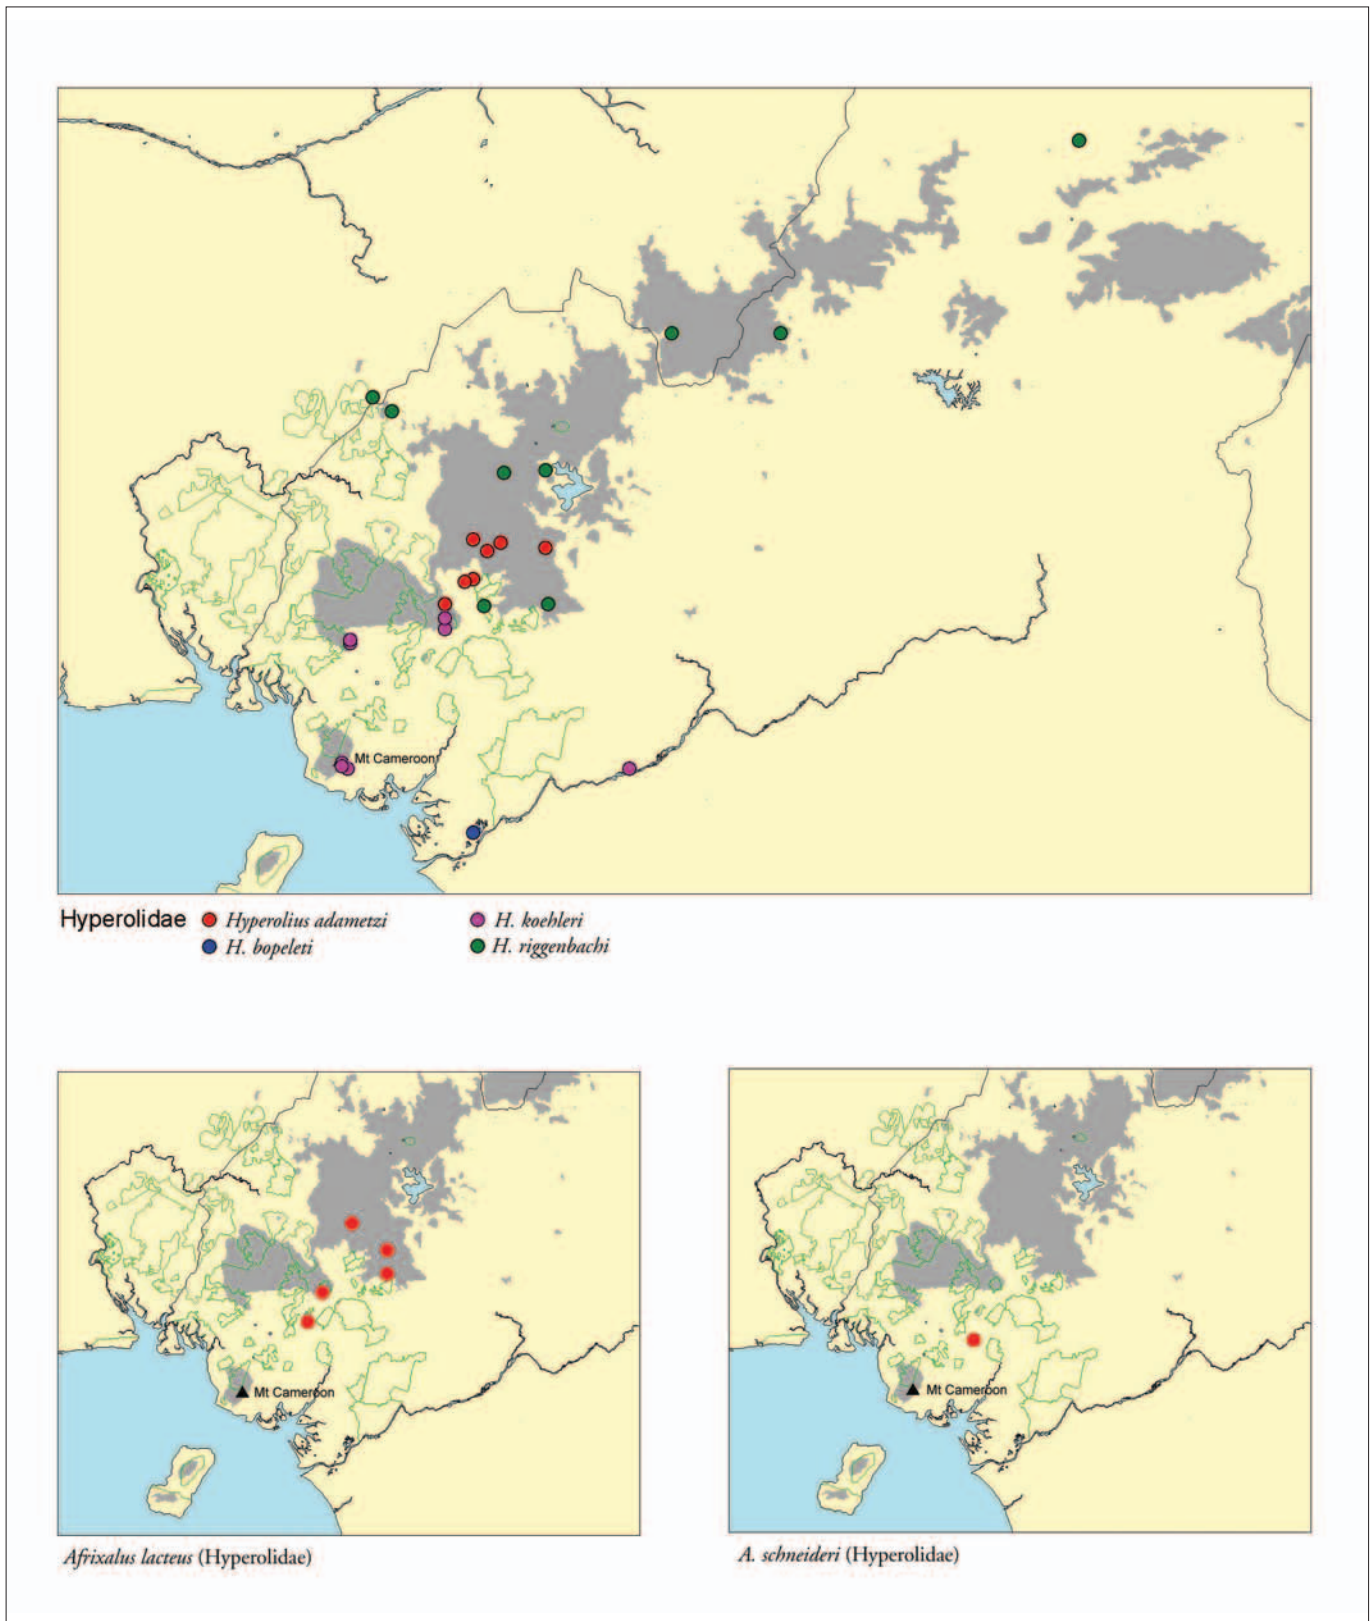 Mt Cameroon
Hyperolidae
Hyperolius adametzi
H. koehleri
H. bopeleti
H. riggenbachi
Mt Cameroon
Mt Cameroon
Afrixalus lacteus (Hyperolidae)
A. schneideri (Hyperolidae)